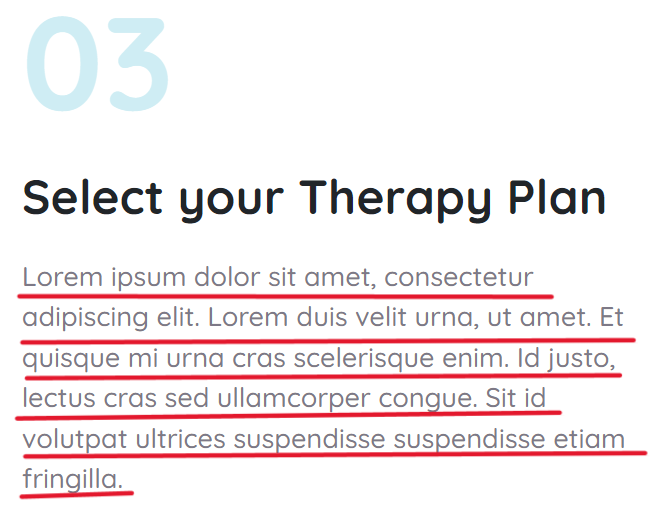 03
Select your Therapy Plan
Lorem ipsum dolor sit amet, consectetur
adipiscing elit. Lorem duis velit urna, ut amet. Et
quisque mi urna cras scelerisque enim. Id justo,
lectus cras sed ullamcorper congue. Sit id
volutpat ultrices suspendisse suspendisse etiam
fringilla.